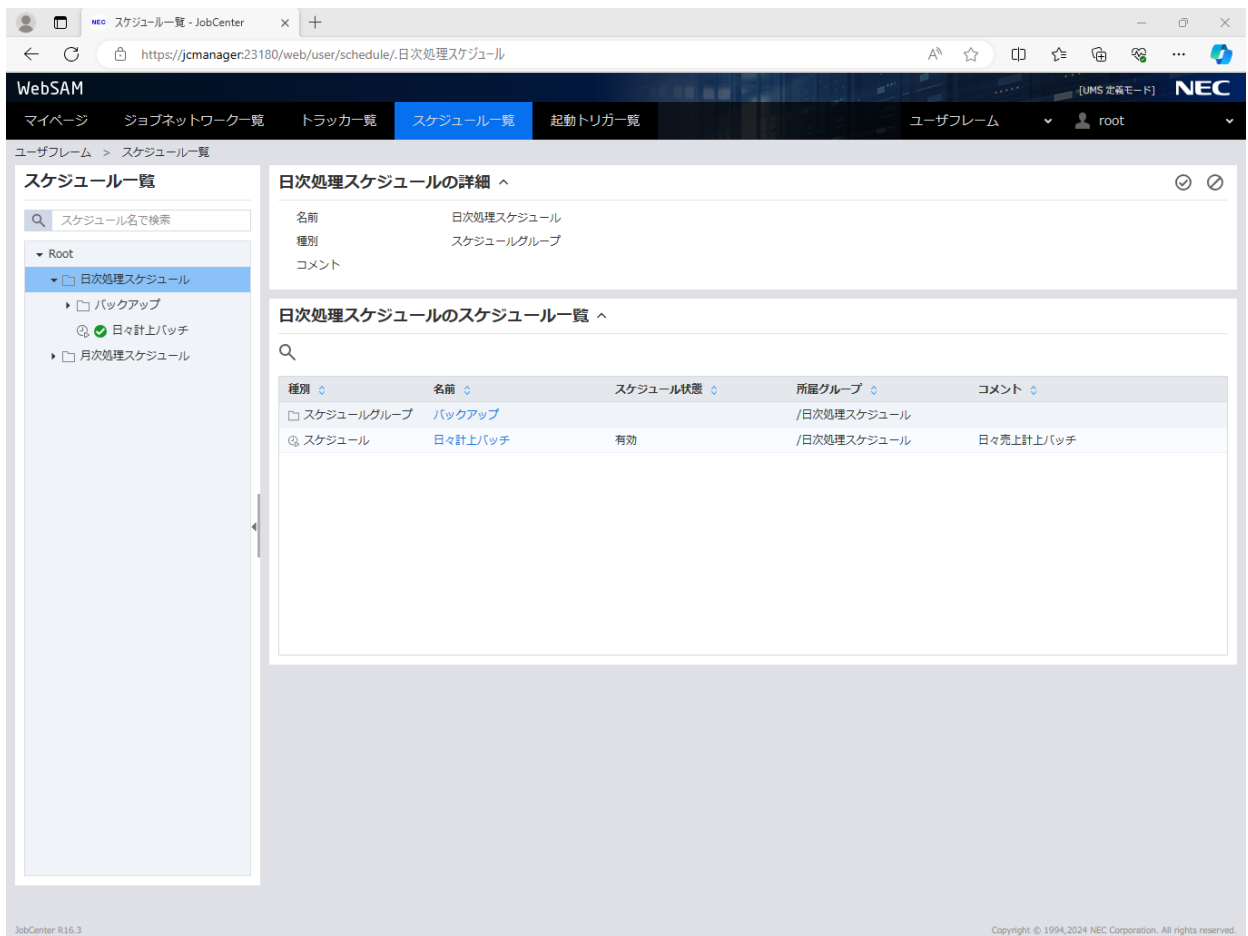 NEC スケジュール一覧 - JobCenter
https://jcmanager:23180/web/user/schedule/.日次処理スケジュール
WebSAM
[UMS 定義モード] NEC
マイページ ジョブネットワーク一覧 トラッカ一覧 スケジュール一覧 起動トリガ一覧 ユーザフレーム root
ユーザフレーム > スケジュール一覧
スケジュール一覧
スケジュール名で検索
Root
日次処理スケジュール
バックアップ
日々計上バッチ
月次処理スケジュール
日次処理スケジュールの詳細
名前 日次処理スケジュール
種別 スケジュールグループ
コメント
日次処理スケジュールのスケジュール一覧
種別 名前 スケジュール状態 所属グループ コメント
スケジュールグループ バックアップ /日次処理スケジュール
スケジュール 日々計上バッチ 有効 /日次処理スケジュール 日々売上計上バッチ
JobCenter R16.3
Copyright © 1994,2024 NEC Corporation. All rights reserved.